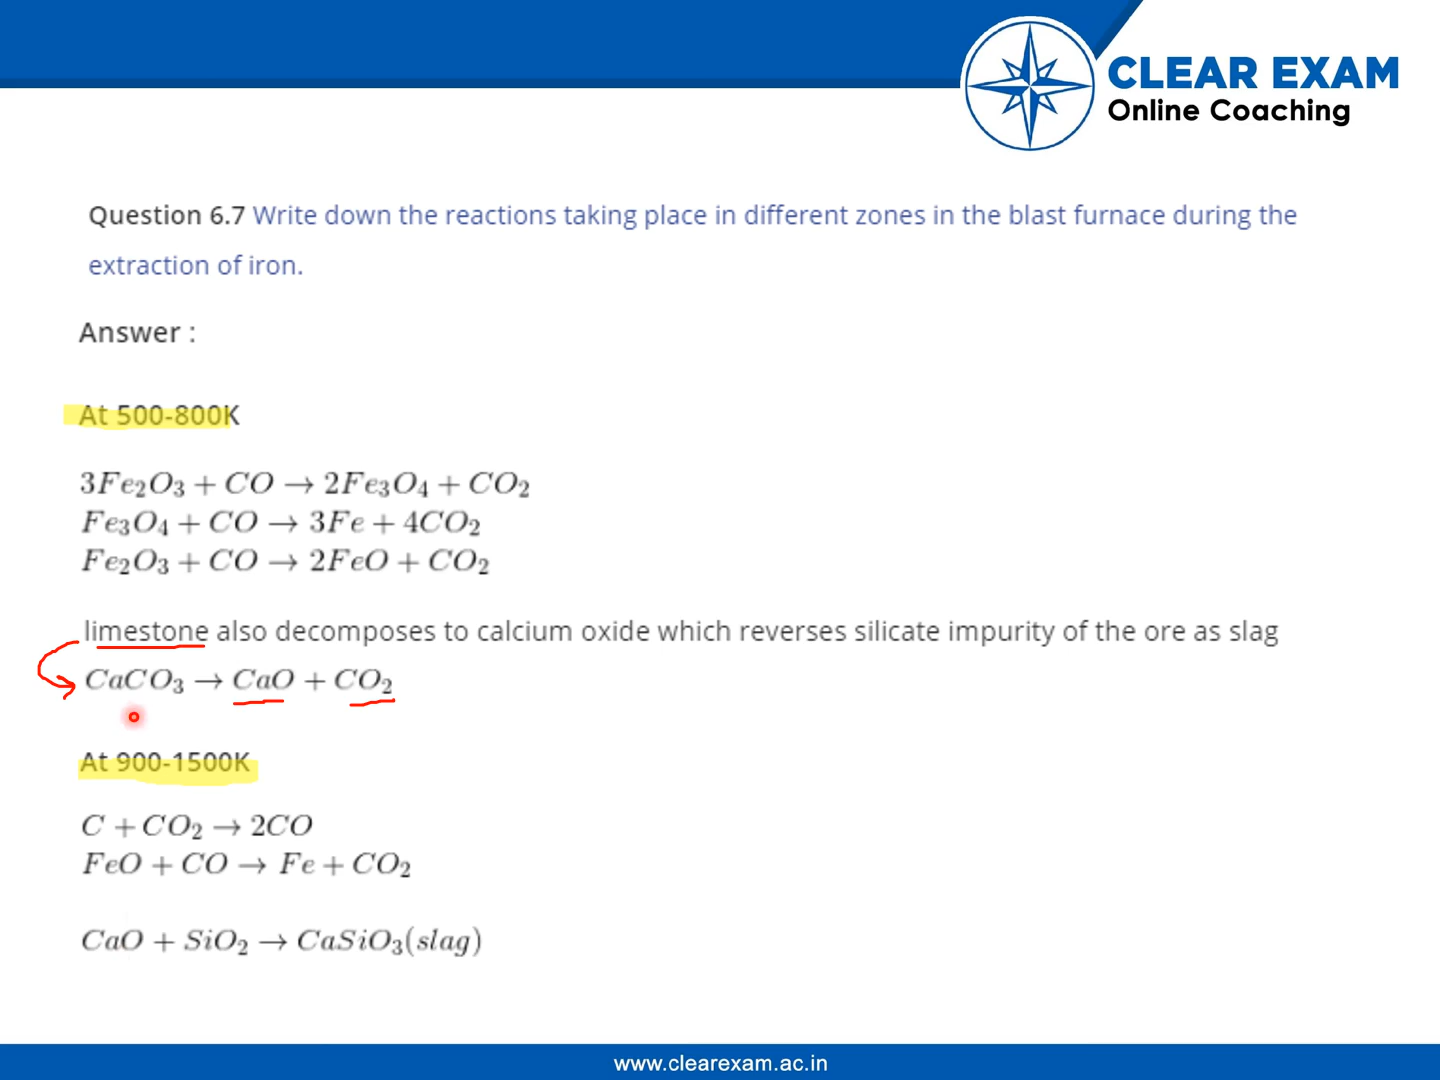 CLEAR EXAM
Online Coaching
Question 6.7 Write down the reactions taking place in different zones in the blast furnace during the
extraction of iron.
Answer :
At 500-800K
3Fe₂O₃ + CO → 2Fe₃O₄ + CO₂
Fe₃O₄ + CO → 3Fe + 4CO₂
Fe₂O₃ + CO → 2FeO + CO₂
limestone also decomposes to calcium oxide which reverses silicate impurity of the ore as slag
CaCO₃ → CaO + CO₂
At 900-1500K
C + CO₂ → 2CO
FeO + CO → Fe + CO₂
CaO + SiO₂ → CaSiO₃(slag)
www.clearexam.ac.in